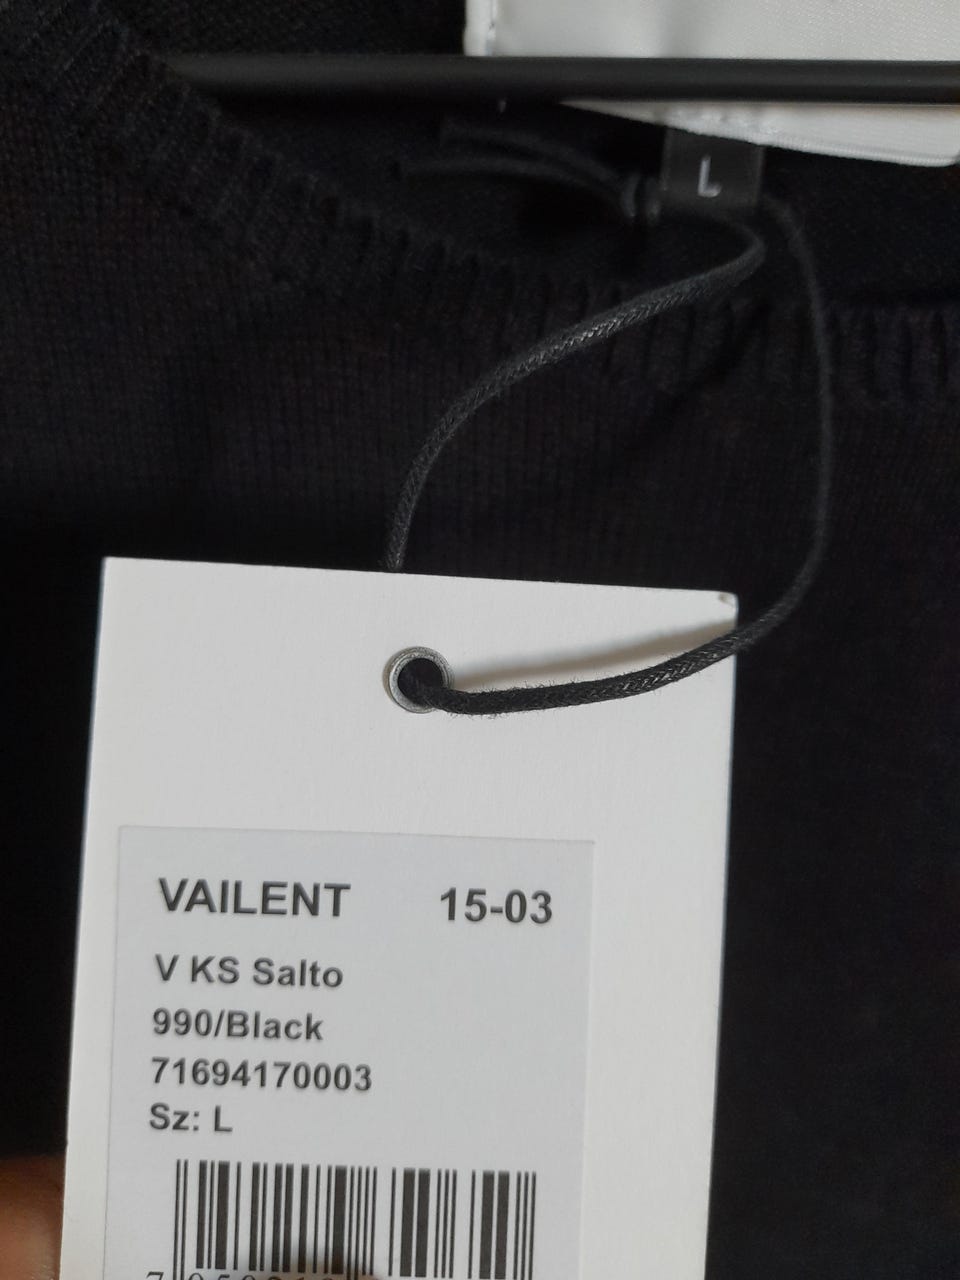 L
VAILENT 15-03
V KS Salto
990/Black
71694170003
Sz: L